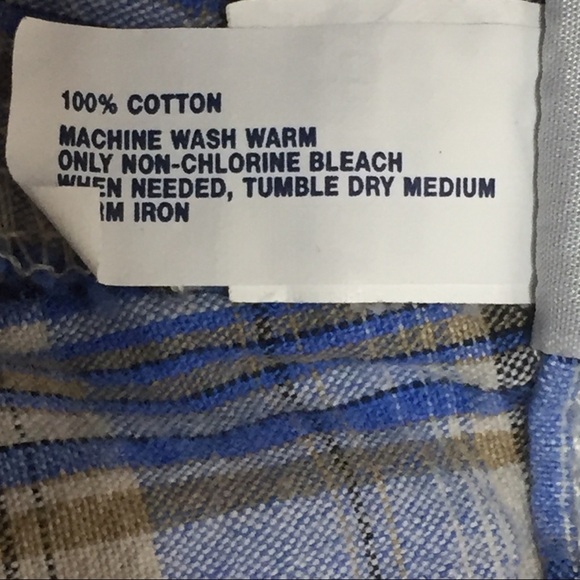 100% COTTON
MACHINE WASH WARM
ONLY NON-CHLORINE BLEACH
WHEN NEEDED, TUMBLE DRY MEDIUM
IRON